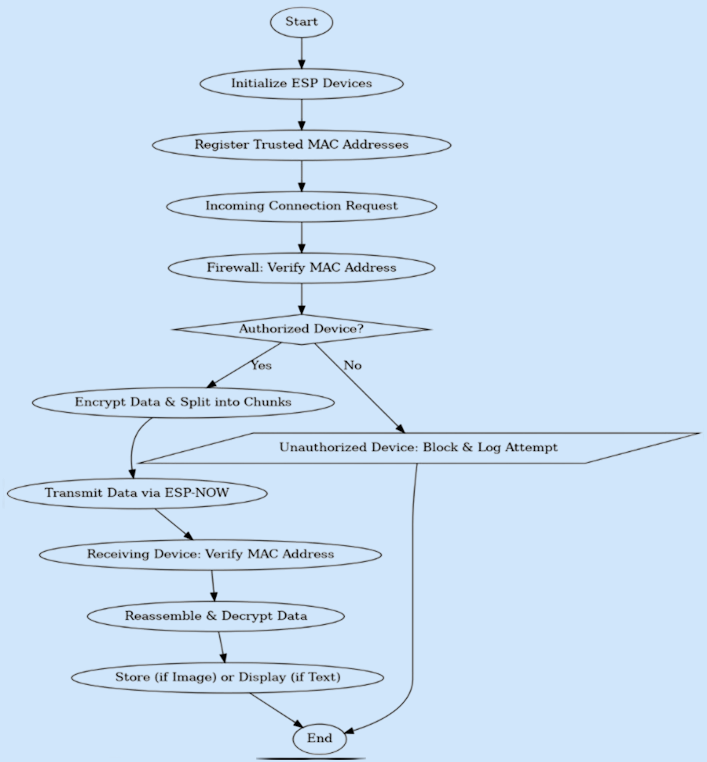 Start
Initialize ESP Devices
Register Trusted MAC Addresses
Incoming Connection Request
Firewall: Verify MAC Address
Authorized Device?
Yes
No
Encrypt Data & Split into Chunks
Unauthorized Device: Block & Log Attempt
Transmit Data via ESP-NOW
Receiving Device: Verify MAC Address
Reassemble & Decrypt Data
Store (if Image) or Display (if Text)
End